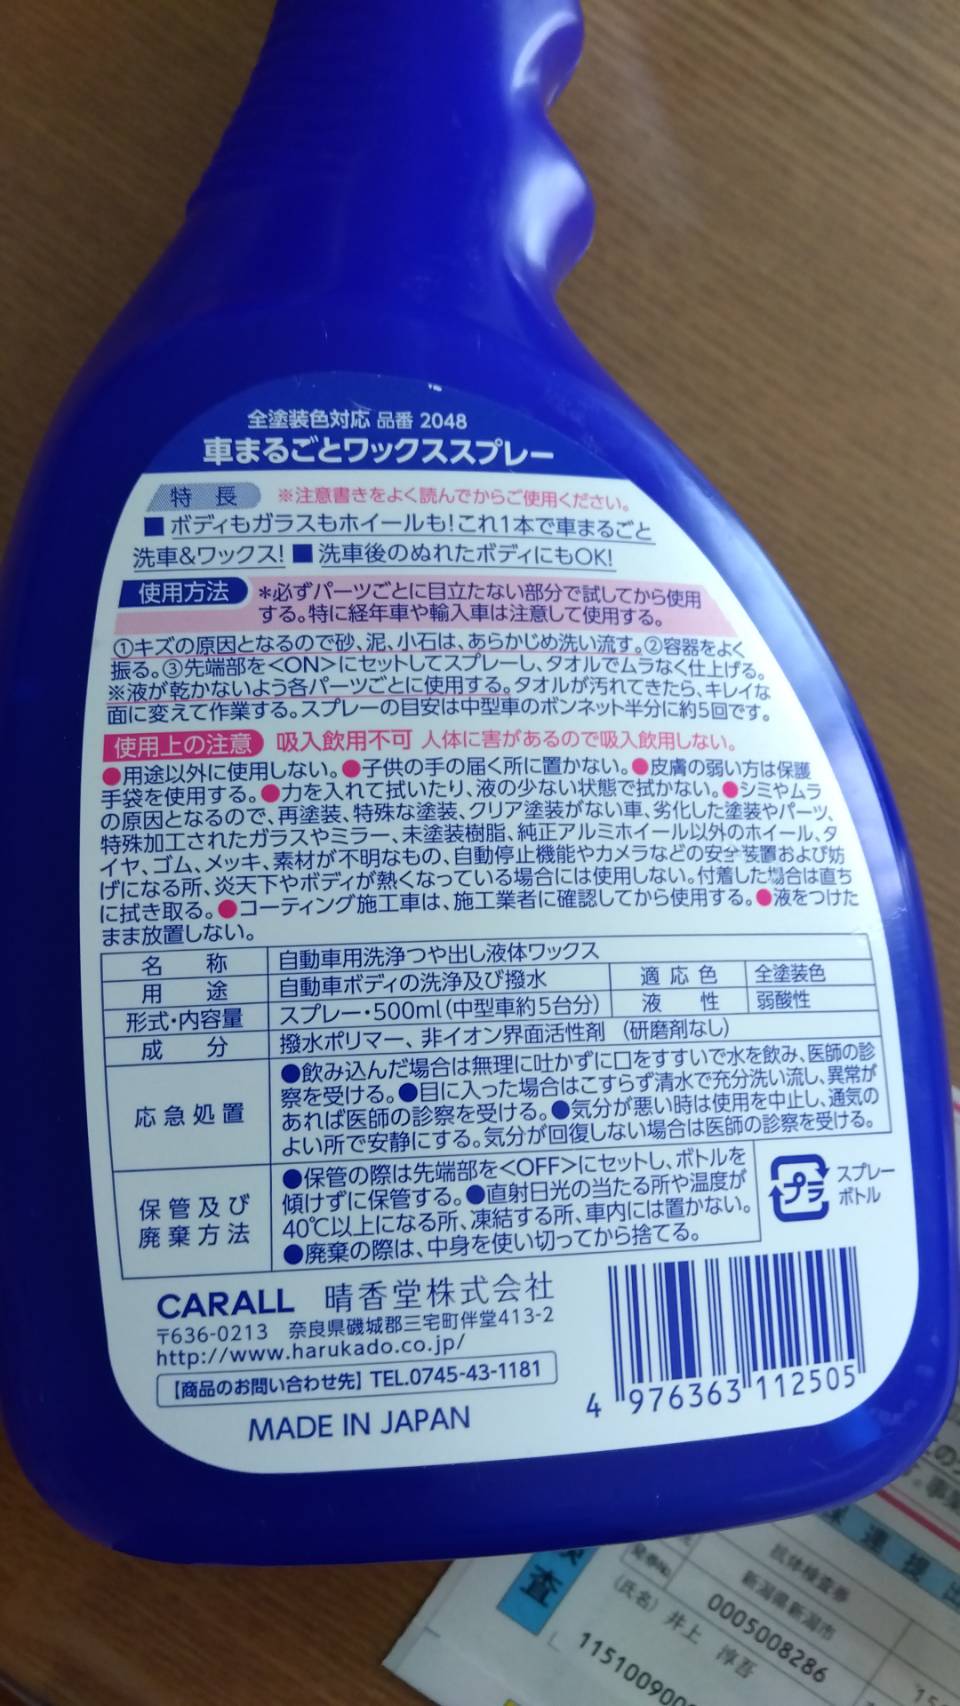 全塗装色対応 品番 2048
車まるごとワックススプレー
特長 ※注意書きをよく読んでからご使用ください。
■ボディもガラスもホイールも!これ1本で車まるごと
洗車&ワックス! ■洗車後のぬれたボディにもOK!
使用方法 *必ずパーツごとに目立たない部分で試してから使用
する。特に経年車や輸入車は注意して使用する。
①キズの原因となるので砂、泥、小石は、あらかじめ洗い流す。②容器をよく
振る。③先端部を<ON>にセットしてスプレーし、タオルでムラなく仕上げる。
※液が乾かないよう各パーツごとに使用する。タオルが汚れてきたら、キレイな
面に変えて作業する。スプレーの目安は中型車のボンネット半分に約5回です。
使用上の注意 吸入飲用不可 人体に害があるので吸入飲用しない。
●用途以外に使用しない。●子供の手の届く所に置かない。●皮膚の弱い方は保護
手袋を使用する。●力を入れて拭いたり、液の少ない状態で拭かない。●シミやムラ
の原因となるので、再塗装、特殊な塗装、クリア塗装がない車、劣化した塗装やパーツ、
特殊加工されたガラスやミラー、未塗装樹脂、純正アルミホイール以外のホイール、タ
イヤ、ゴム、メッキ、素材が不明なもの、自動停止機能やカメラなどの安全装置および妨
げになる所、炎天下やボディが熱くなっている場合には使用しない。付着した場合は直ち
に拭き取る。●コーティング施工車は、施工業者に確認してから使用する。●液をつけた
まま放置しない。
名称 自動車用洗浄つや出し液体ワックス
用途 自動車ボディの洗浄及び撥水 適応色 全塗装色
形式・内容量 スプレー・500ml(中型車約5台分) 液性 弱酸性
成分 撥水ポリマー、非イオン界面活性剤 (研磨剤なし)
応急処置
●飲み込んだ場合は無理に吐かずに口をすすいで水を飲み、医師の診
察を受ける。●目に入った場合はこすらず清水で充分洗い流し、異常が
あれば医師の診察を受ける。●気分が悪い時は使用を中止し、通気の
よい所で安静にする。気分が回復しない場合は医師の診察を受ける。
保管及び
廃棄方法
●保管の際は先端部を<OFF>にセットし、ボトルを
傾けずに保管する。●直射日光の当たる所や温度が
40℃以上になる所、凍結する所、車内には置かない。
●廃棄の際は、中身を使い切ってから捨てる。
プラ
スプレー
ボトル
CARALL 晴香堂株式会社
〒636-0213 奈良県磯城郡三宅町伴堂413-2
http://www.harukado.co.jp/
【商品のお問い合わせ先】 TEL.0745-43-1181
MADE IN JAPAN
4 976363 112505
査
抗体検査券
新潟県新潟市
0005008286
(氏名) 井上 淳吾